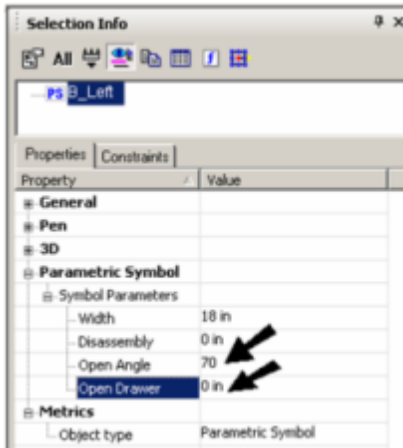 Selection Info
All
PS B_Left
Properties Constraints
Property Value
General
Pen
3D
Parametric Symbol
Symbol Parameters
Width 18 in
Disassembly 0 in
Open Angle 70
Open Drawer 0 in
Metrics
Object type Parametric Symbol